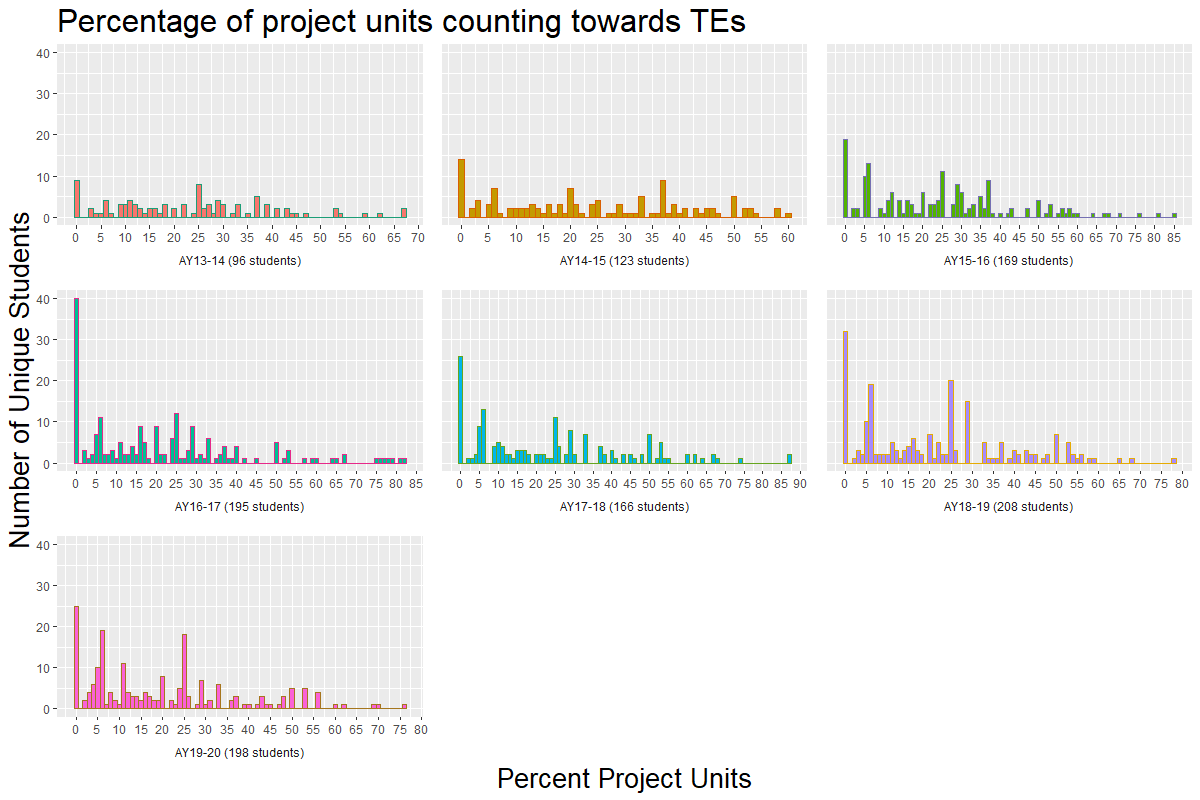 Percentage of project units counting towards TEs
Number of Unique Students
40
30
20
10
0
0 5 10 15 20 25 30 35 40 45 50 55 60 65 70
AY13-14 (96 students)
0 5 10 15 20 25 30 35 40 45 50 55 60
AY14-15 (123 students)
0 5 10 15 20 25 30 35 40 45 50 55 60 65 70 75 80 85
AY15-16 (169 students)
40
30
20
10
0
0 5 10 15 20 25 30 35 40 45 50 55 60 65 70 75 80 85
AY16-17 (195 students)
0 5 10 15 20 25 30 35 40 45 50 55 60 65 70 75 80 85 90
AY17-18 (166 students)
0 5 10 15 20 25 30 35 40 45 50 55 60 65 70 75 80
AY18-19 (208 students)
40
30
20
10
0
0 5 10 15 20 25 30 35 40 45 50 55 60 65 70 75 80
AY19-20 (198 students)
Percent Project Units